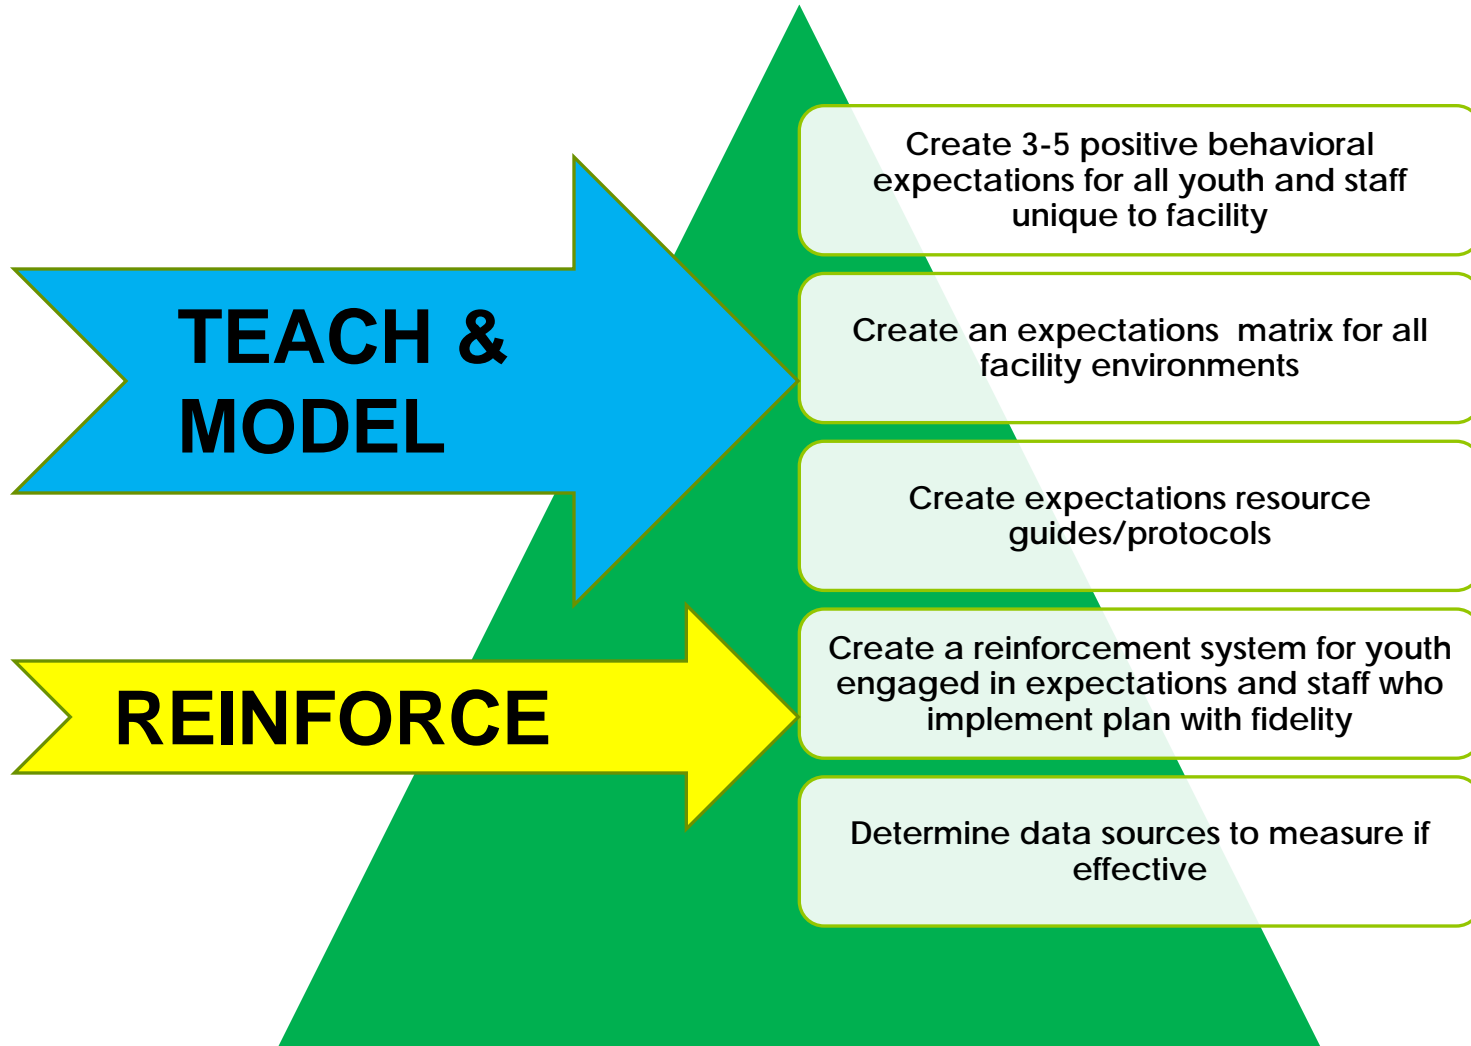 Create 3-5 positive behavioral
expectations for all youth and staff
unique to facility
TEACH &
MODEL
Create an expectations  matrix for all
facility environments
Create expectations resource
guides/protocols
REINFORCE
Create a reinforcement system for youth
engaged in expectations and staff who
implement plan with fidelity
Determine data sources to measure if
effective